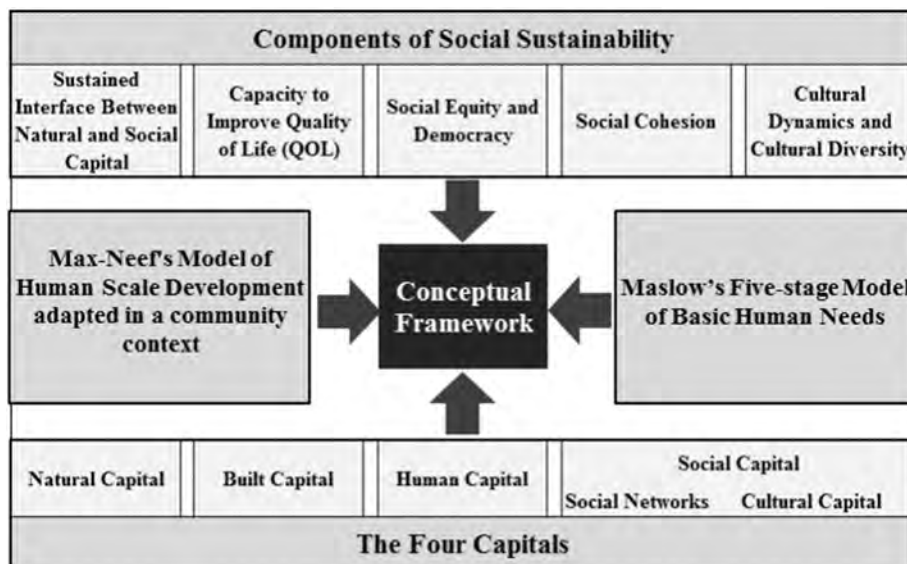 Components of Social Sustainability
Sustained
Interface Between
Natural and Social
Capital
Capacity to
Improve Quality
of Life (QOL)
Social Equity and
Democracy
Social Cohesion
Cultural
Dynamics and
Cultural Diversity
Max-Neef's Model of
Human Scale Development
adapted in a community
context
Conceptual
Framework
Maslow’s Five-stage Model
of Basic Human Needs
Natural Capital
Built Capital
Human Capital
Social Capital
Social Networks
Cultural Capital
The Four Capitals